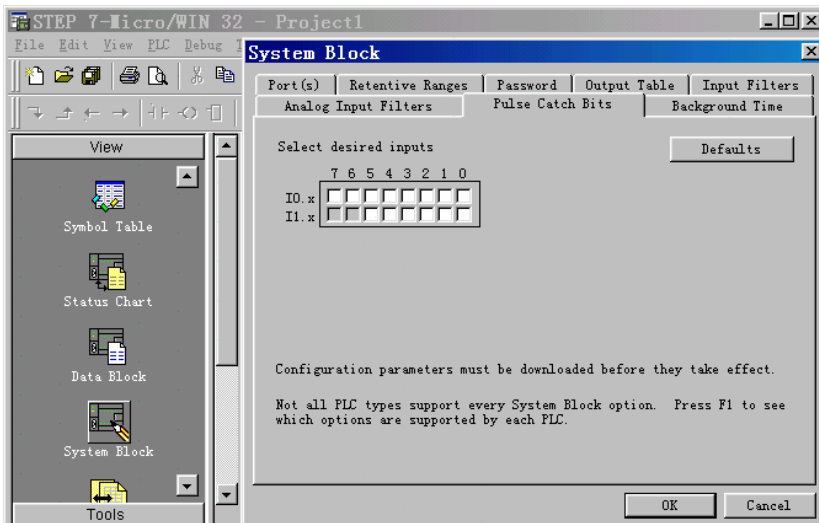 STEP 7-Micro/WIN 32 - Project1
File Edit View PLC Debug
System Block
Port(s) Retentive Ranges Password Output Table Input Filters
Analog Input Filters Pulse Catch Bits Background Time
View
Symbol Table
Status Chart
Data Block
System Block
Tools
Select desired inputs
Defaults
7 6 5 4 3 2 1 0
I0.x
I1.x
Configuration parameters must be downloaded before they take effect.
Not all PLC types support every System Block option. Press F1 to see
which options are supported by each PLC.
OK Cancel